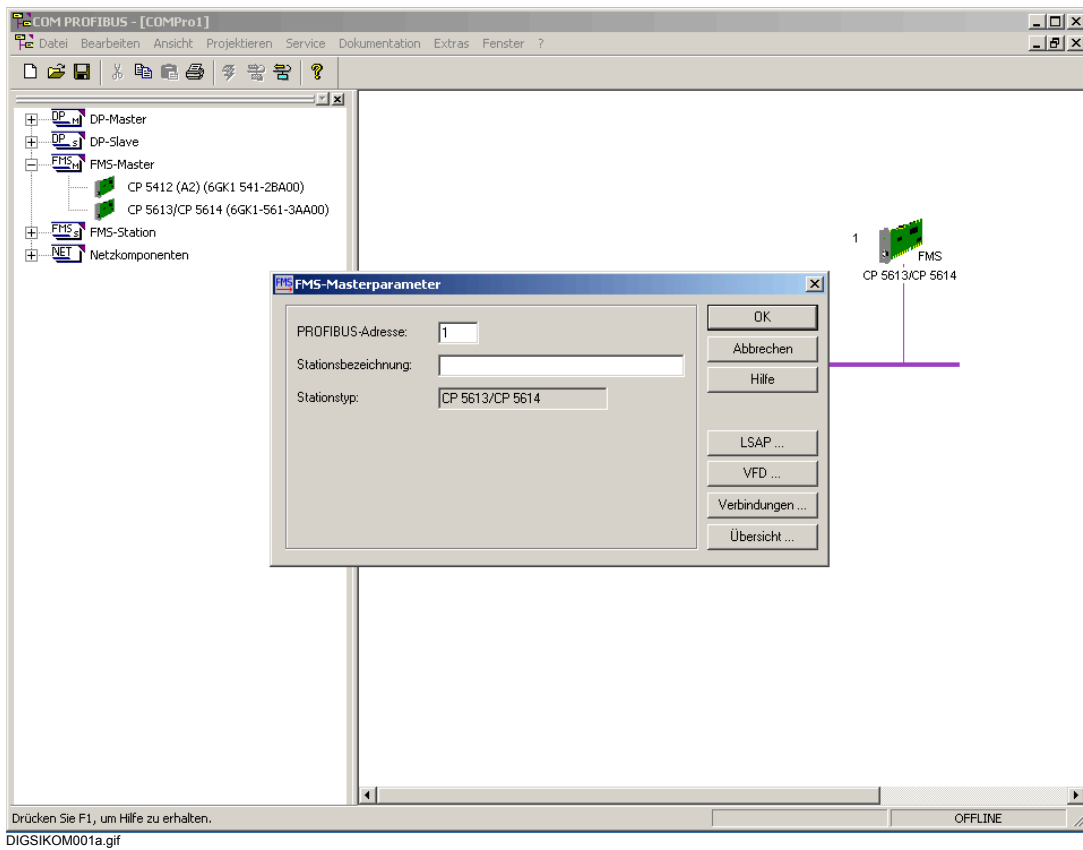 COM PROFIBUS - [COMPro1]
Datei Bearbeiten Ansicht Projektieren Service Dokumentation Extras Fenster ?
DP-Master
DP-Slave
FMS-Master
CP 5412 (A2) (6GK1 541-2BA00)
CP 5613/CP 5614 (6GK1-561-3AA00)
FMS-Station
Netzkomponenten
1
FMS
CP 5613/CP 5614
FMS-Masterparameter
PROFIBUS-Adresse: 1
Stationsbezeichnung:
Stationstyp: CP 5613/CP 5614
OK
Abbrechen
Hilfe
LSAP ...
VFD ...
Verbindungen ...
Übersicht ...
Drücken Sie F1, um Hilfe zu erhalten.
OFFLINE
DIGSIKOM001a.gif